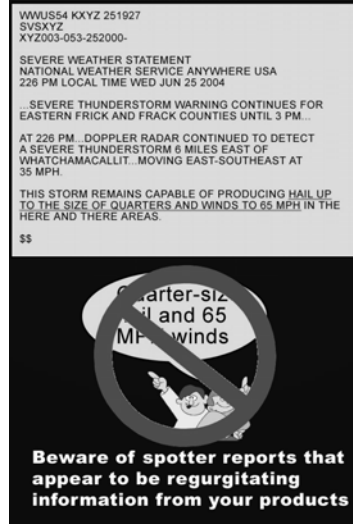 WWUS54 KXYZ 251927
SVSXYZ
XYZ003-053-252000-
SEVERE WEATHER STATEMENT
NATIONAL WEATHER SERVICE ANYWHERE USA
226 PM LOCAL TIME WED JUN 25 2004
...SEVERE THUNDERSTORM WARNING CONTINUES FOR
EASTERN FRICK AND FRACK COUNTIES UNTIL 3 PM...
AT 226 PM...DOPPLER RADAR CONTINUED TO DETECT
A SEVERE THUNDERSTORM 6 MILES EAST OF
WHATCHAMACALLIT...MOVING EAST-SOUTHEAST AT
35 MPH.
THIS STORM REMAINS CAPABLE OF PRODUCING HAIL UP
TO THE SIZE OF QUARTERS AND WINDS TO 65 MPH IN THE
HERE AND THERE AREAS.
$$
Quarter-size
hail and 65
MPH winds
Beware of spotter reports that
appear to be regurgitating
information from your products